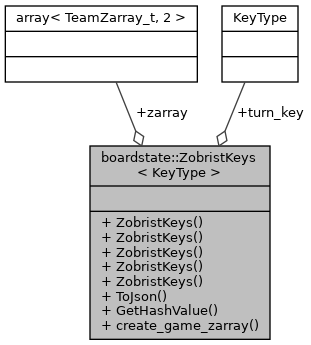 array< TeamZarray_t, 2 >
KeyType
+zarray
+turn_key
boardstate::ZobristKeys
< KeyType >
+ ZobristKeys()
+ ZobristKeys()
+ ZobristKeys()
+ ZobristKeys()
+ ZobristKeys()
+ ToJson()
+ GetHashValue()
+ create_game_zarray()